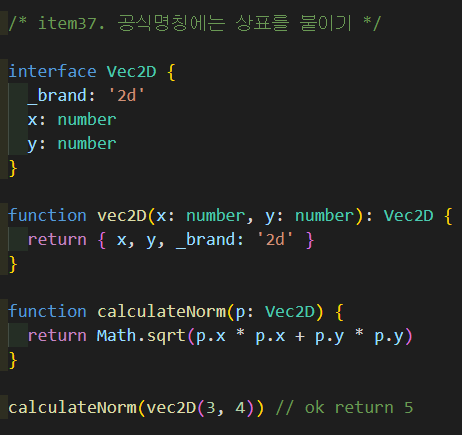 /* item37. 공식명칭에는 상표를 붙이기 */
interface Vec2D {
_brand: '2d'
x: number
y: number
}
function vec2D(x: number, y: number): Vec2D {
return { x, y, _brand: '2d' }
}
function calculateNorm(p: Vec2D) {
return Math.sqrt(p.x * p.x + p.y * p.y)
}
calculateNorm(vec2D(3, 4)) // ok return 5